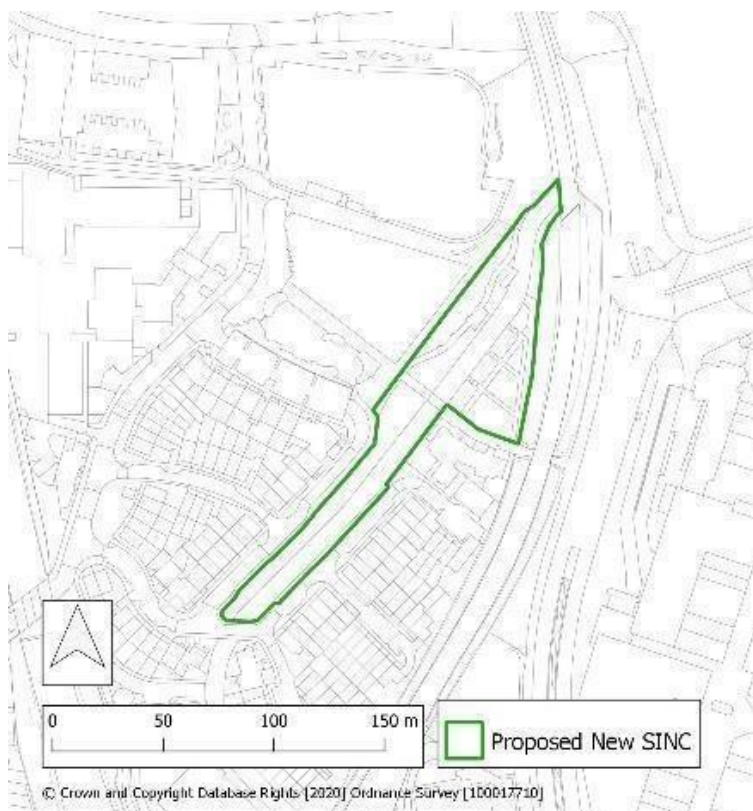 0 50 100 150 m
Proposed New SINC
© Crown and Copyright Database Rights [2020] Ordnance Survey [100017710]